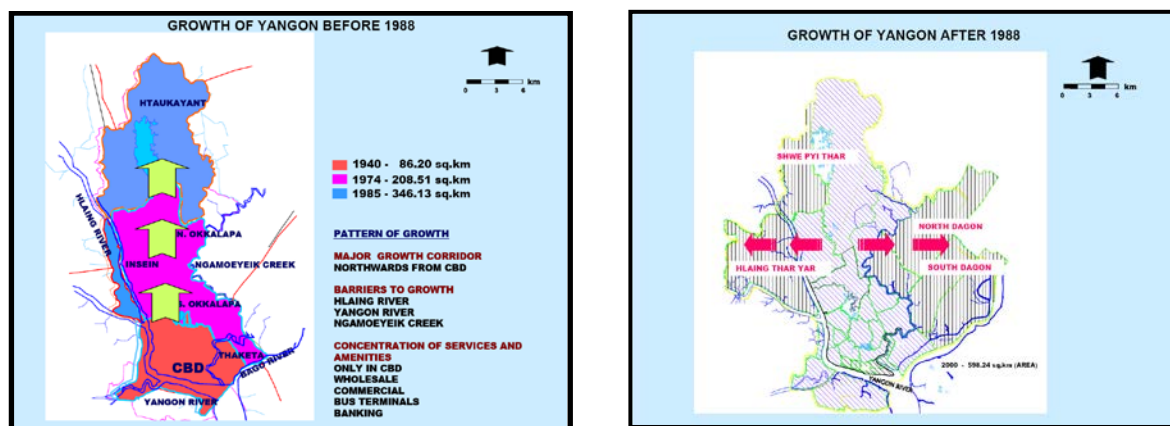 GROWTH OF YANGON BEFORE 1988
km
0 3 6
HTAUKAYANT
1940 - 86.20 sq.km
1974 - 208.51 sq.km
1985 - 346.13 sq.km
HLAING RIVER
N. OKKALAPA
INSEIN
NGAMOEYEIK CREEK
S. OKKALAPA
THAKETA
CBD
BAGO RIVER
YANGON RIVER
PATTERN OF GROWTH
MAJOR GROWTH CORRIDOR
NORTHWARDS FROM CBD
BARRIERS TO GROWTH
HLAING RIVER
YANGON RIVER
NGAMOEYEIK CREEK
CONCENTRATION OF SERVICES AND
AMENITIES
ONLY IN CBD
WHOLESALE
COMMERCIAL
BUS TERMINALS
BANKING
GROWTH OF YANGON AFTER 1988
km
0 3 6
SHWE PYI THAR
NORTH DAGON
HLAING THAR YAR
SOUTH DAGON
2000 - 598.24 sq.km (AREA)
YANGON RIVER